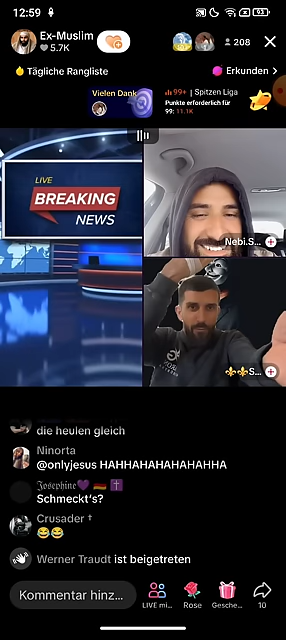 12:59
93
Ex-Muslim
5.7K
208
Tägliche Rangliste
Erkunden >
Vielen Dank
99+ | Spitzen Liga
Punkte erforderlich für
99: 11.1K
LIVE
BREAKING
NEWS
Nebi.S...
S...
die heulen gleich
Ninorta
@onlyjesus HAHHAHAHAHAHAHHA
Josephine💜 🇩🇪 ✝️
Schmeckt's?
Crusader †
😂😂
Werner Traudt ist beigetreten
Kommentar hinz...
LIVE mi...
Rose
Gesche...
10